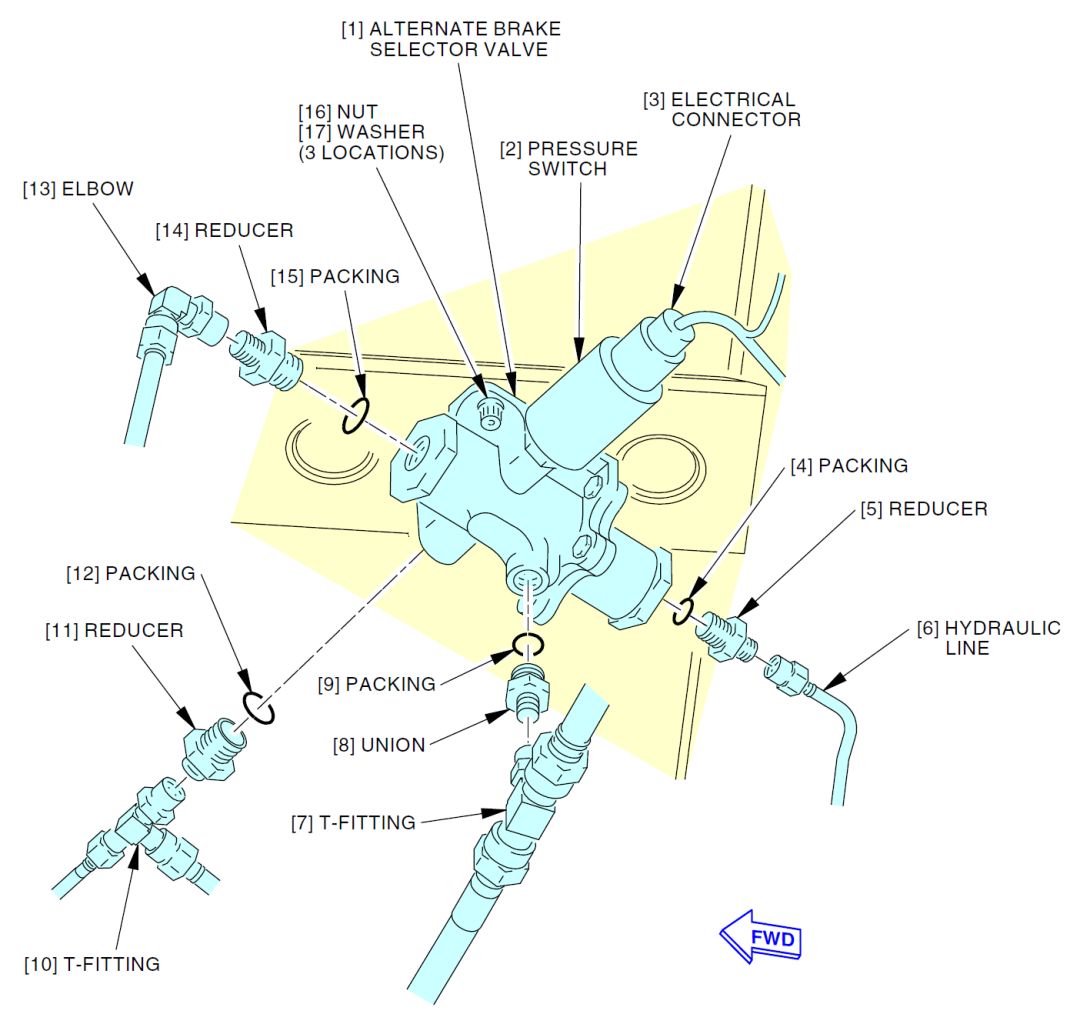 [1] ALTERNATE BRAKE
SELECTOR VALVE
[16] NUT
[17] WASHER
(3 LOCATIONS)
[3] ELECTRICAL
CONNECTOR
[2] PRESSURE
SWITCH
[13] ELBOW
[14] REDUCER
[15] PACKING
[4] PACKING
[5] REDUCER
[12] PACKING
[11] REDUCER
[6] HYDRAULIC
LINE
[9] PACKING
[8] UNION
[7] T-FITTING
FWD
[10] T-FITTING